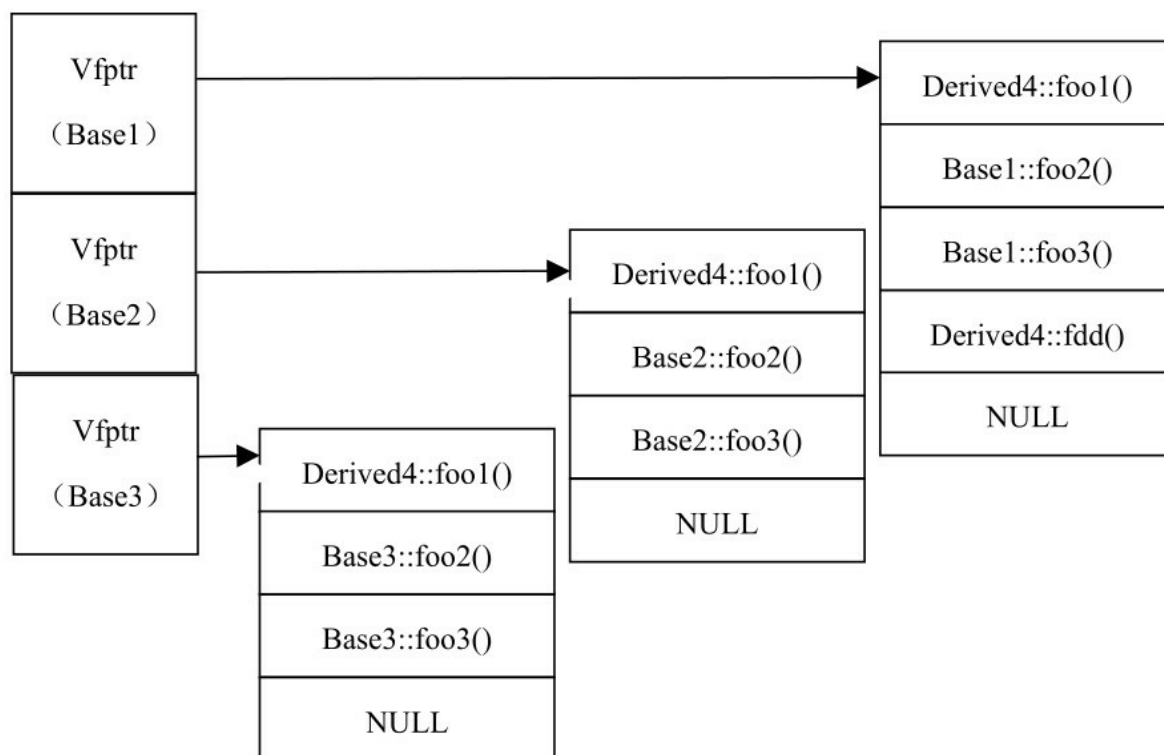 Vfptr
（Base1）
Vfptr
（Base2）
Vfptr
（Base3）
Derived4::foo1()
Base1::foo2()
Base1::foo3()
Derived4::fdd()
NULL
Derived4::foo1()
Base2::foo2()
Base2::foo3()
NULL
Derived4::foo1()
Base3::foo2()
Base3::foo3()
NULL